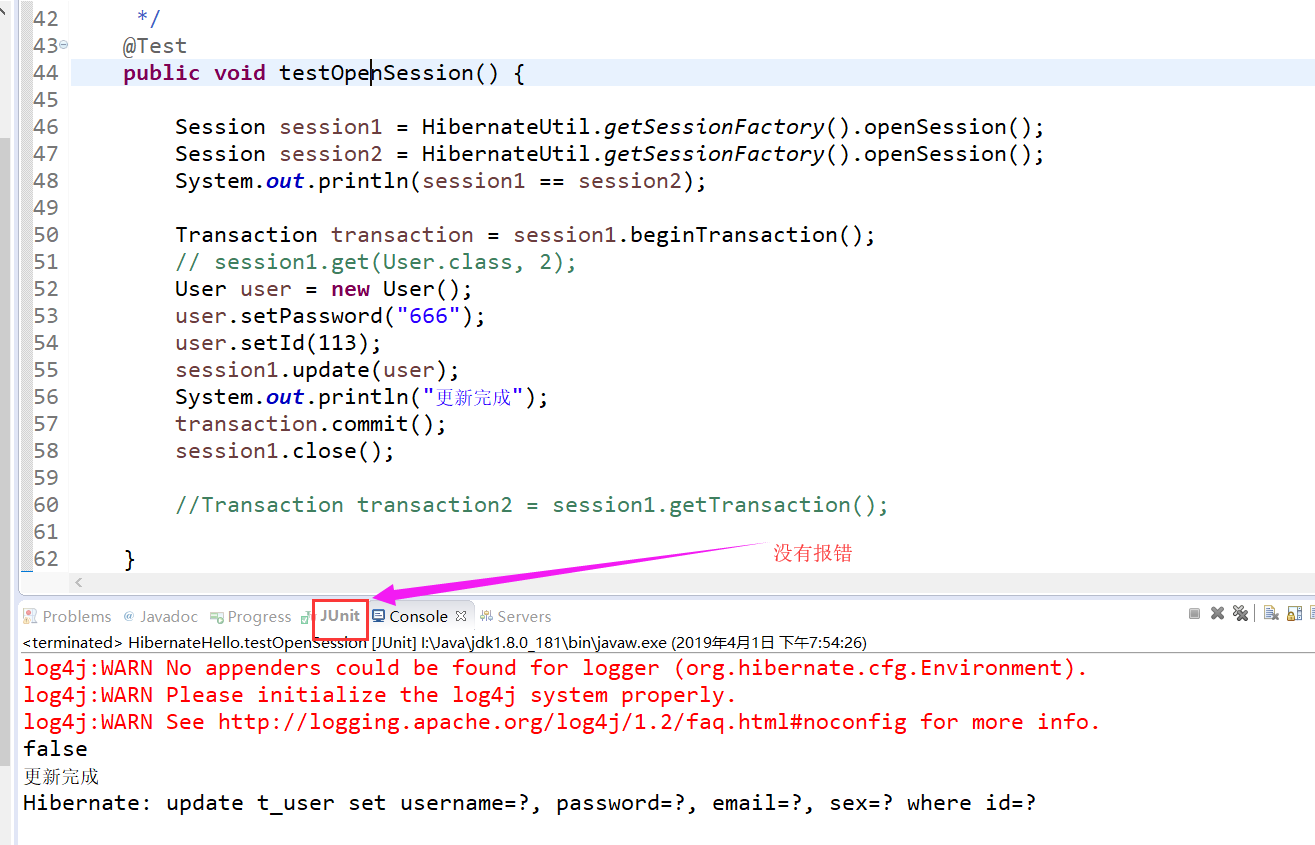 42 */
43 @Test
44 public void testOpenSession() {
45
46 Session session1 = HibernateUtil.getSessionFactory().openSession();
47 Session session2 = HibernateUtil.getSessionFactory().openSession();
48 System.out.println(session1 == session2);
49
50 Transaction transaction = session1.beginTransaction();
51 // session1.get(User.class, 2);
52 User user = new User();
53 user.setPassword("666");
54 user.setId(113);
55 session1.update(user);
56 System.out.println("更新完成");
57 transaction.commit();
58 session1.close();
59
60 //Transaction transaction2 = session1.getTransaction();
61
62 }
没有报错
Problems @ Javadoc Progress JUnit Console Servers
<terminated> HibernateHello.testOpenSession [JUnit] I:\Java\jdk1.8.0_181\bin\javaw.exe (2019年4月1日 下午7:54:26)
log4j:WARN No appenders could be found for logger (org.hibernate.cfg.Environment).
log4j:WARN Please initialize the log4j system properly.
log4j:WARN See http://logging.apache.org/log4j/1.2/faq.html#noconfig for more info.
false
更新完成
Hibernate: update t_user set username=?, password=?, email=?, sex=? where id=?